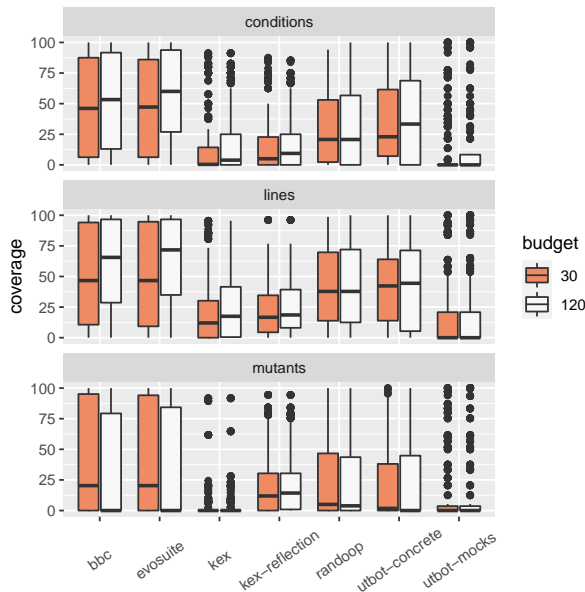 conditions
100
75
50
25
0
lines
100
75
50
25
0
mutants
100
75
50
25
0
coverage
bbc
evosuite
kex
kex-reflection
randoop
utbot-concrete
utbot-mocks
budget
30
120